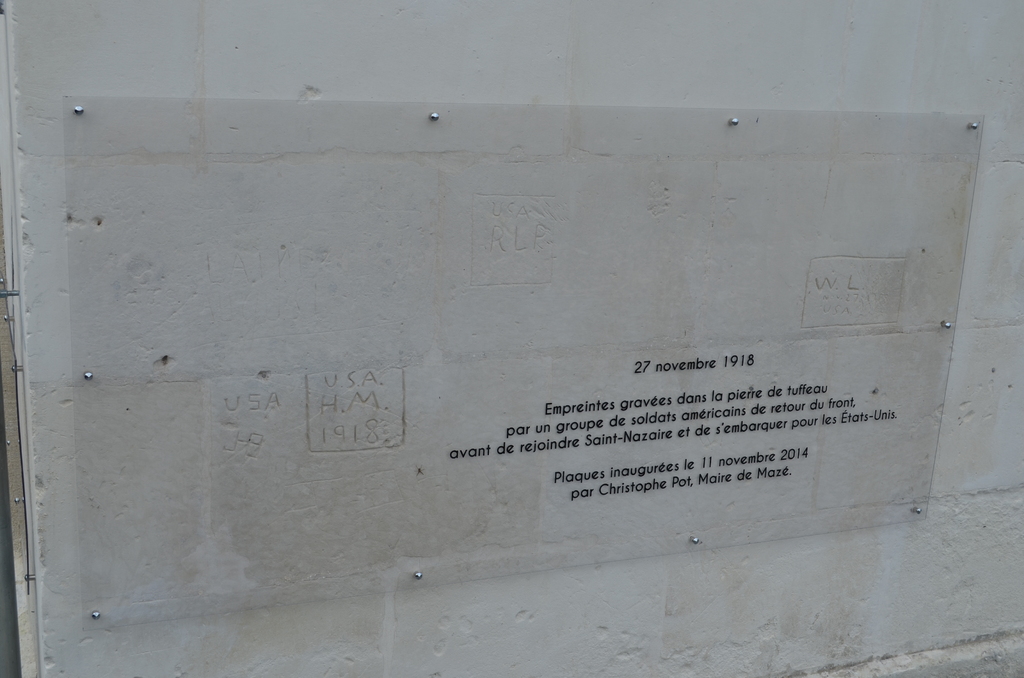 USA
RLR
W. L.
USA
27 novembre 1918
Empreintes gravées dans la pierre de tuffeau
par un groupe de soldats américains de retour du front,
avant de rejoindre Saint-Nazaire et de s'embarquer pour les États-Unis.
Plaques inaugurées le 11 novembre 2014
par Christophe Pot, Maire de Mazé.
USA
U.S.A.
H.M.
1918